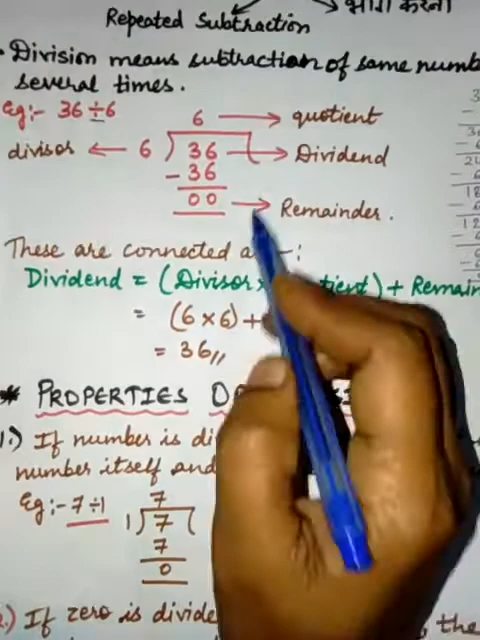 भाग करना
Repeated Subtraction
• Division means subtraction of same numb
several times.
Eg:- 36 ÷ 6
6 → quotient
divisor ← 6 ) 36 → Dividend
- 36
00 → Remainder.
These are connected a -:
Dividend = (Divisor × tient) + Remain
= (6 × 6) +
= 36,,
* PROPERTIES O
1.) If number is di
number itself and
Eg:- 7÷1
7
1) 7
7
0
2.) If zero is divide the